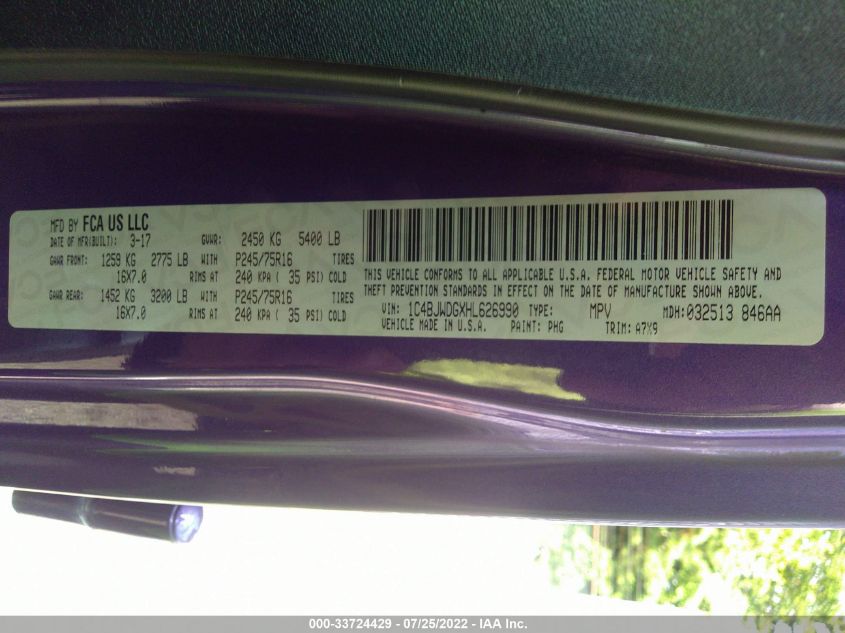 MFD BY FCA US LLC
DATE OF MFR(BUILT): 3-17 GVWR: 2450 KG 5400 LB
GAWR FRONT: 1259 KG 2775 LB WITH P245/75R16 TIRES
16X7.0 RIMS AT 240 KPA ( 35 PSI) COLD
GAWR REAR: 1452 KG 3200 LB WITH P245/75R16 TIRES
16X7.0 RIMS AT 240 KPA ( 35 PSI) COLD
THIS VEHICLE CONFORMS TO ALL APPLICABLE U.S.A. FEDERAL MOTOR VEHICLE SAFETY AND
THEFT PREVENTION STANDARDS IN EFFECT ON THE DATE OF MANUFACTURE SHOWN ABOVE.
VIN: 1C4BJWDGXHL626990 TYPE: MPV MDH:032513 846AA
VEHICLE MADE IN U.S.A. PAINT: PHG TRIM: A7X9
000-33724429 - 07/25/2022 - IAA Inc.